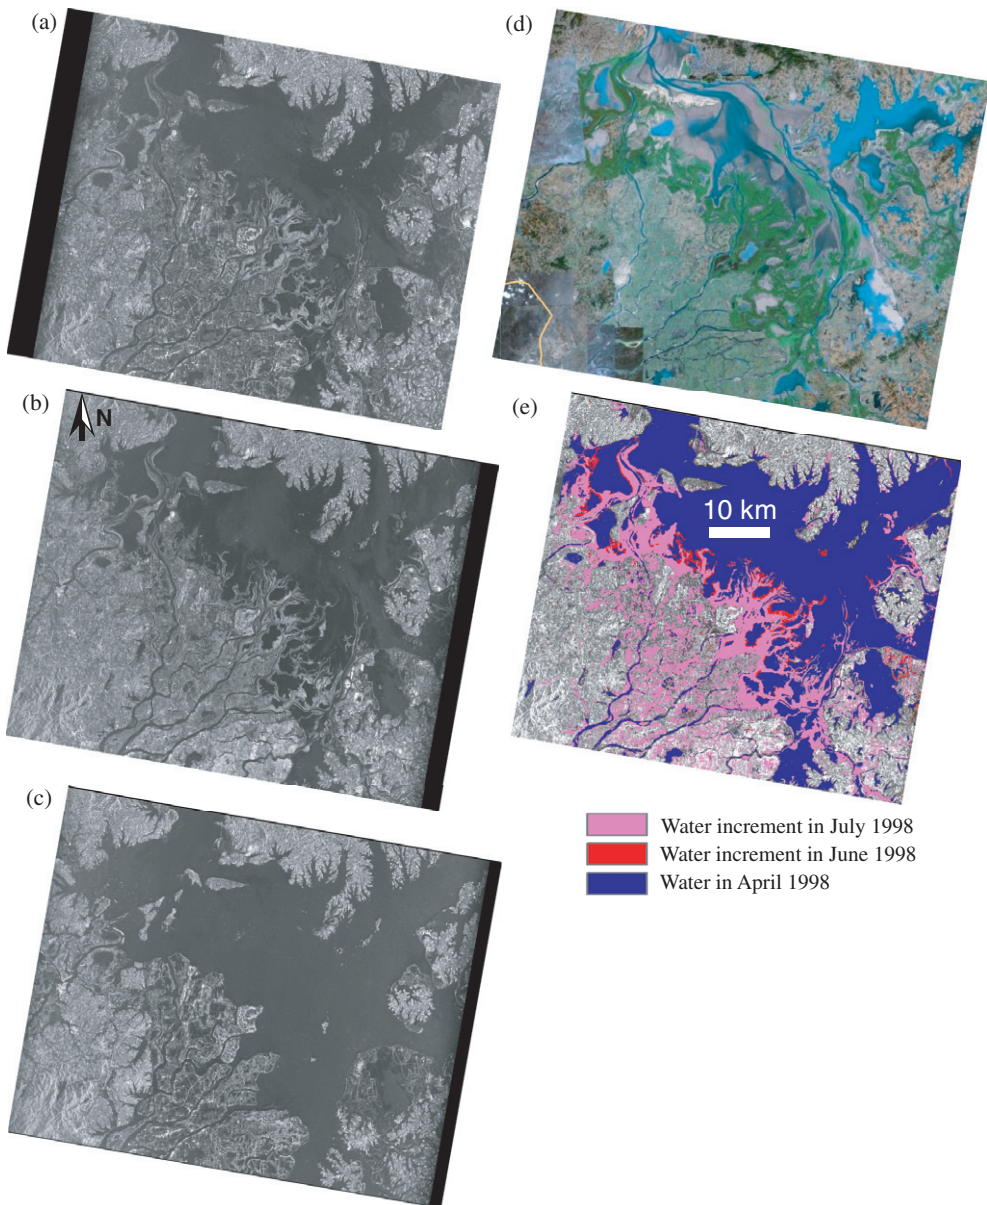 (a)
(d)
(b)
N
(e)
10 km
(c)
Water increment in July 1998
Water increment in June 1998
Water in April 1998